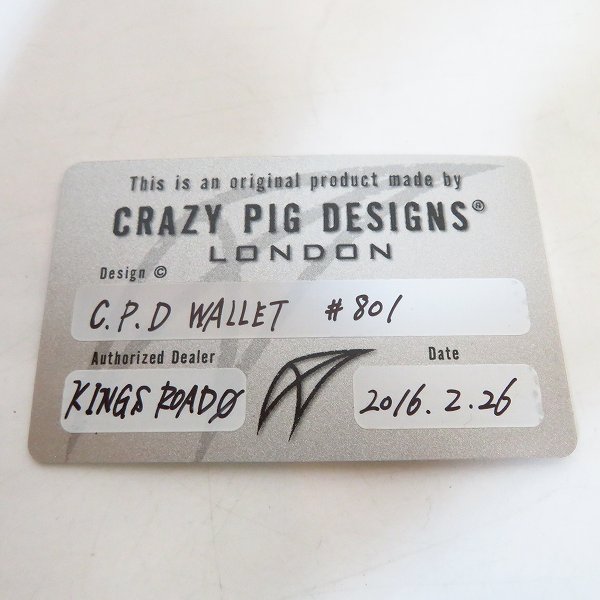 This is an original product made by
CRAZY PIG DESIGNS®
LONDON
Design ©
C.P.D WALLET #801
Authorized Dealer
Date
KINGS ROADØ
2016.2.26